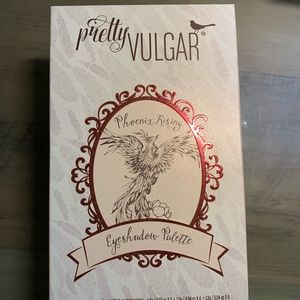 pretty
VULGAR®
Phoenix Rising
Eyeshadow Palette